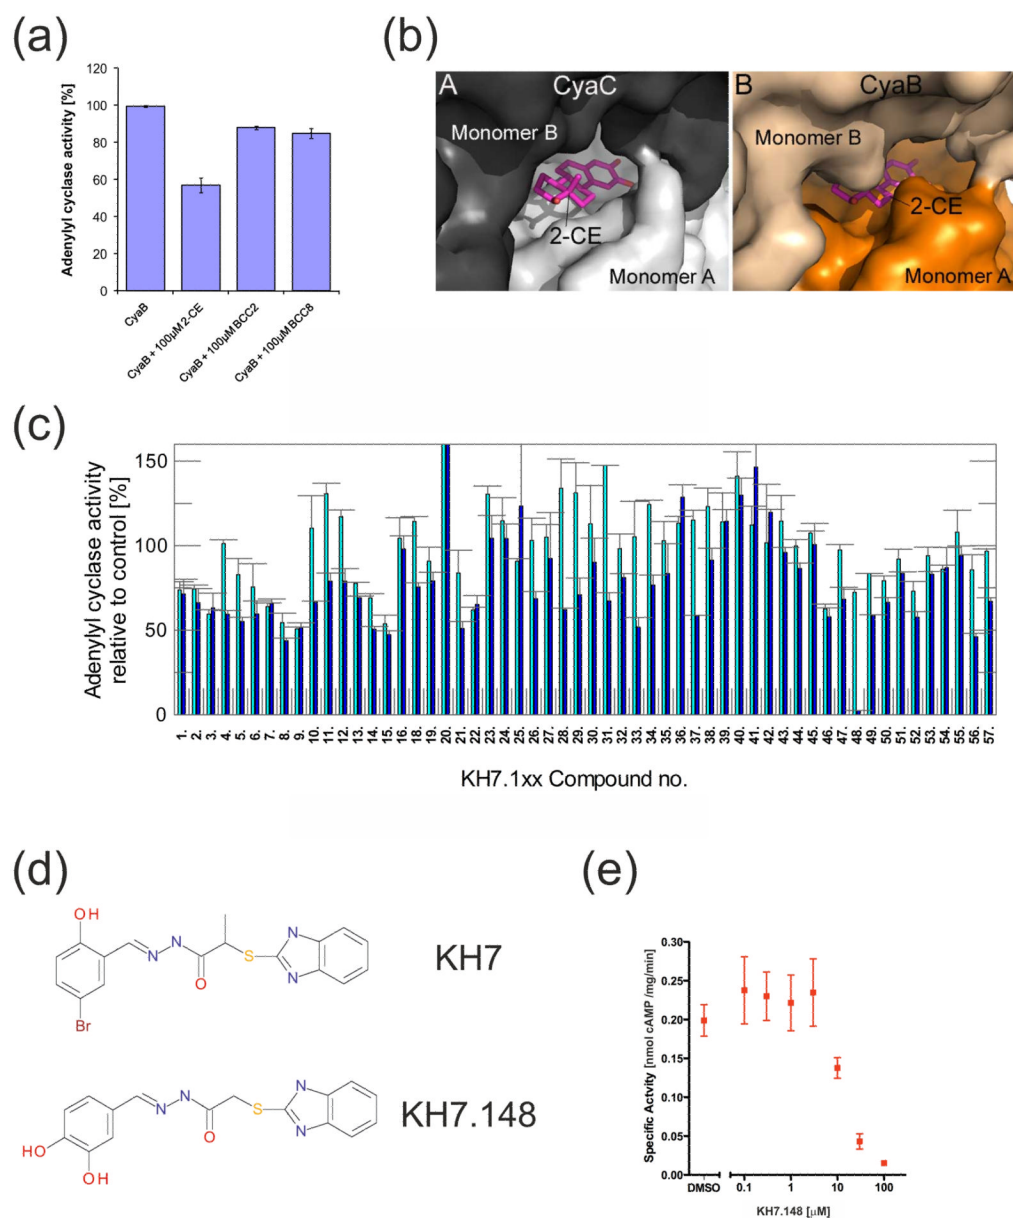 (a)
120
100
80
60
40
20
0
Adenylyl cyclase activity [%]
CyaB
CyaB + 100µM 2-CE
CyaB + 100µM BCC2
CyaB + 100µM BCC8
(b)
A
CyaC
Monomer B
2-CE
Monomer A
B
CyaB
Monomer B
2-CE
Monomer A
(c)
Adenylyl cyclase activity
relative to control [%]
150
100
50
0
1. 2. 3. 4. 5. 6. 7. 8. 9. 10. 11. 12. 13. 14. 15. 16. 18. 19. 20. 21. 22. 23. 24. 25. 26. 27. 28. 29. 30. 31. 32. 33. 34. 35. 36. 37. 38. 39. 40. 41. 42. 43. 44. 45. 46. 47. 48. 49. 50. 51. 52. 53. 54. 55. 56. 57.
KH7.1xx Compound no.
(d)
OH
N
N
O
S
N
N
Br
KH7
HO
OH
N
N
O
S
N
N
KH7.148
(e)
0.30
0.25
0.20
0.15
0.10
0.05
0.00
Specific Actvity [nmol cAMP /mg/min]
DMSO 0.1 1 10 100
KH7.148 [µM]